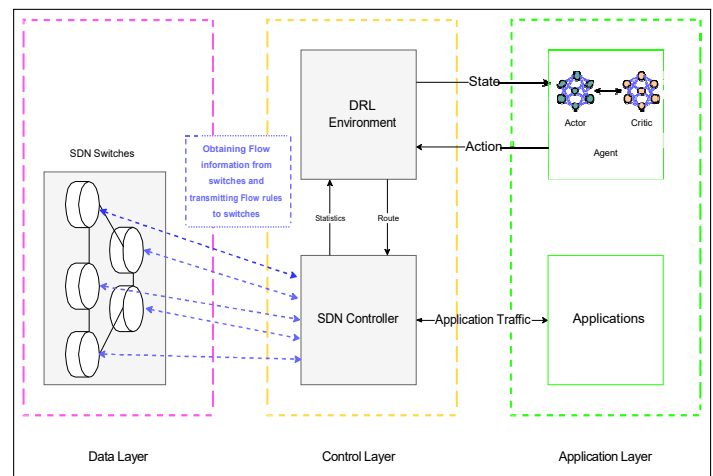 SDN Switches
Obtaining Flow
information from
switches and
transmitting Flow rules
to switches
DRL
Environment
State
Action
Actor
Critic
Agent
Statistics
Route
SDN Controller
Application Traffic
Applications
Data Layer
Control Layer
Application Layer